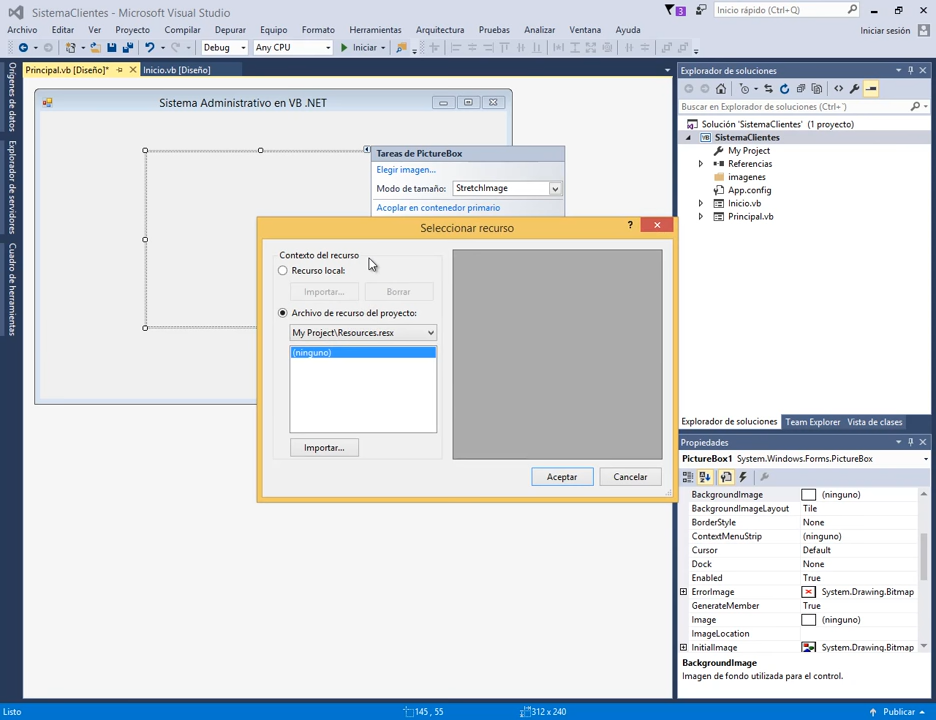 SistemaClientes - Microsoft Visual Studio
3
Inicio rápido (Ctrl+Q)
Archivo Editar Ver Proyecto Compilar Depurar Equipo Formato Herramientas Arquitectura Pruebas Analizar Ventana Ayuda
Iniciar sesión
Debug Any CPU Iniciar
Orígenes de datos
Explorador de servidores
Cuadro de herramientas
Principal.vb [Diseño]* Inicio.vb [Diseño]
Sistema Administrativo en VB .NET
Tareas de PictureBox
Elegir imagen...
Modo de tamaño: StretchImage
Acoplar en contenedor primario
Seleccionar recurso
?
Contexto del recurso
Recurso local:
Importar... Borrar
Archivo de recurso del proyecto:
My Project\Resources.resx
(ninguno)
Importar...
Aceptar Cancelar
Explorador de soluciones
Buscar en Explorador de soluciones (Ctrl+')
Solución 'SistemaClientes' (1 proyecto)
VB SistemaClientes
My Project
Referencias
imagenes
App.config
Inicio.vb
Principal.vb
Explorador de soluciones Team Explorer Vista de clases
Propiedades
PictureBox1 System.Windows.Forms.PictureBox
BackgroundImage (ninguno)
BackgroundImageLayout Tile
BorderStyle None
ContextMenuStrip (ninguno)
Cursor Default
Dock None
Enabled True
ErrorImage System.Drawing.Bitmap
GenerateMember True
Image (ninguno)
ImageLocation
InitialImage System.Drawing.Bitmap
BackgroundImage
Imagen de fondo utilizada para el control.
Listo 145 , 55 312 x 240 Publicar